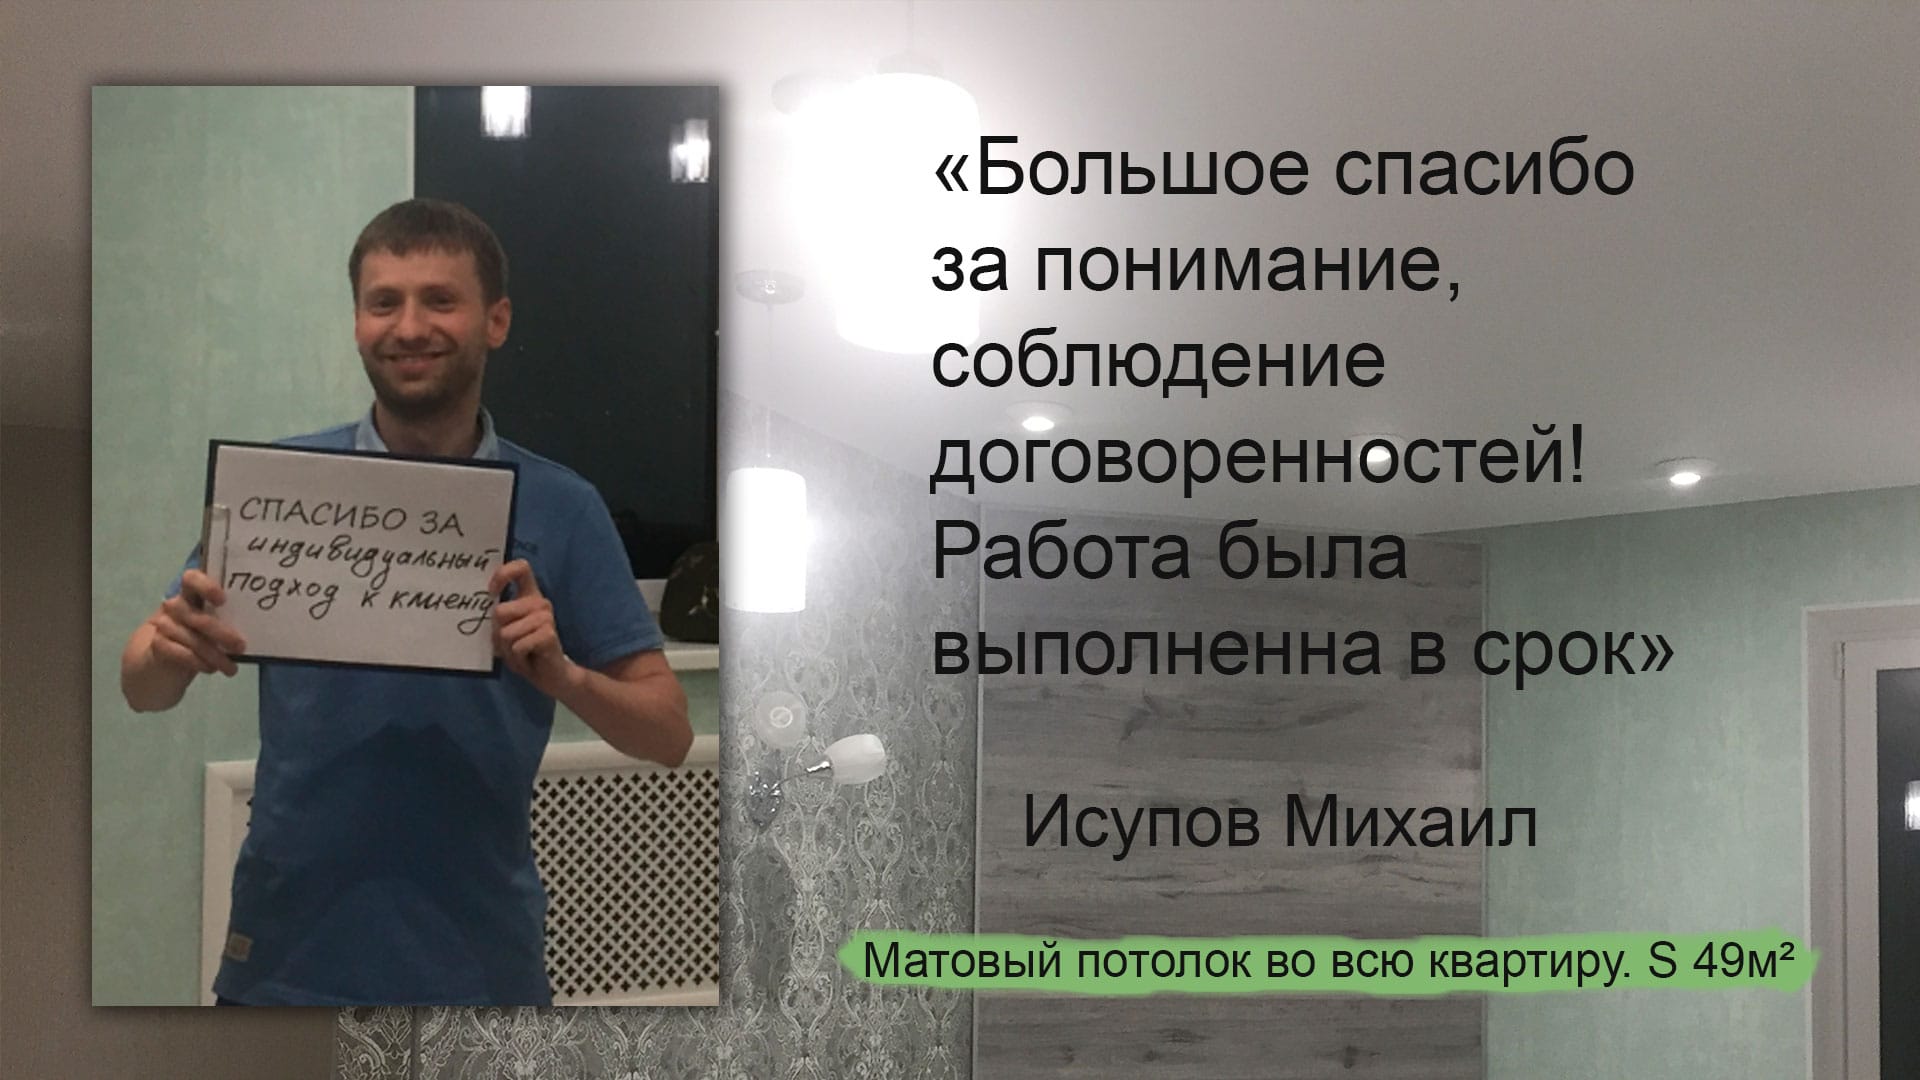 СПАСИБО ЗА
индивидуальный
подход к клиенту
«Большое спасибо
за понимание,
соблюдение
договоренностей!
Работа была
выполненна в срок»
Исупов Михаил
Матовый потолок во всю квартиру. S 49м²